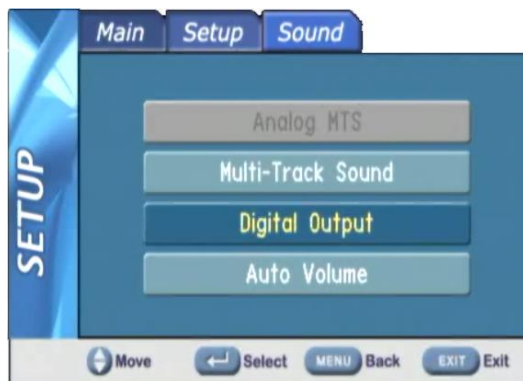 Main Setup Sound
SETUP
Analog MTS
Multi-Track Sound
Digital Output
Auto Volume
Move Select MENU Back EXIT Exit